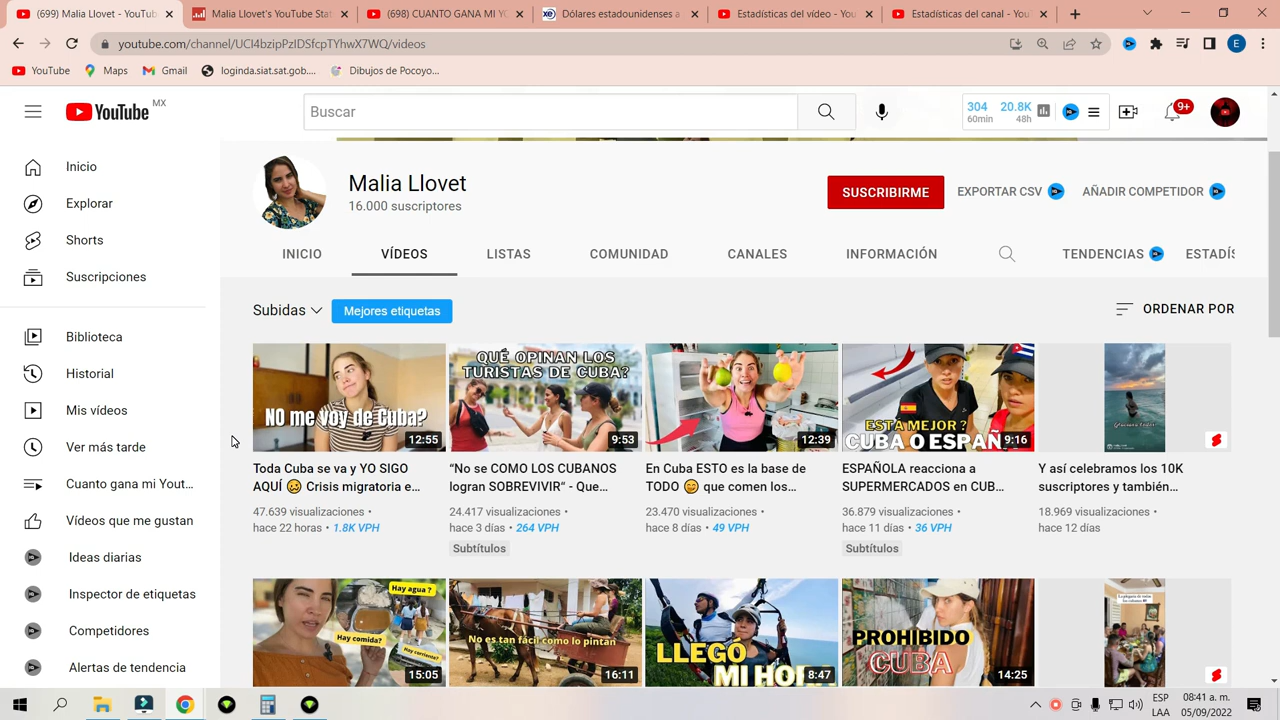 (699) Malia Llovet - YouTub
Malia Llovet's YouTube Stat
(698) CUANTO GANA MI YO
Dólares estadounidenses a
Estadísticas del vídeo - You
Estadísticas del canal - You
youtube.com/channel/UCI4bzipPzIDSfcpTYhwX7WQ/videos
E
YouTube
Maps
Gmail
loginda.siat.sat.gob....
Dibujos de Pocoyo...
YouTube MX
Buscar
304 20.8K
60min 48h
9+
Inicio
Explorar
Shorts
Suscripciones
Biblioteca
Historial
Mis vídeos
Ver más tarde
Cuanto gana mi Yout...
Vídeos que me gustan
Ideas diarias
Inspector de etiquetas
Competidores
Alertas de tendencia
Malia Llovet
16.000 suscriptores
SUSCRIBIRME
EXPORTAR CSV
AÑADIR COMPETIDOR
INICIO
VÍDEOS
LISTAS
COMUNIDAD
CANALES
INFORMACIÓN
TENDENCIAS
ESTADÍS
Subidas
Mejores etiquetas
ORDENAR POR
NO me voy de Cuba?
12:55
Toda Cuba se va y YO SIGO
AQUÍ 😖 Crisis migratoria e...
47.639 visualizaciones •
hace 22 horas • 1.8K VPH
QUÉ OPINAN LOS
TURISTAS DE CUBA?
9:53
“No se COMO LOS CUBANOS
logran SOBREVIVIR“ - Que...
24.417 visualizaciones •
hace 3 días • 264 VPH
Subtítulos
12:39
En Cuba ESTO es la base de
TODO 😋 que comen los...
23.470 visualizaciones •
hace 8 días • 49 VPH
ESTÁ MEJOR ?
CUBA O ESPAÑ
9:16
ESPAÑOLA reacciona a
SUPERMERCADOS en CUB...
36.879 visualizaciones •
hace 11 días • 36 VPH
Subtítulos
Y así celebramos los 10K
suscriptores y también...
18.969 visualizaciones •
hace 12 días
Hay agua ?
Hay comida?
Hay corriente?
15:05
No es tan fácil como lo pintan
16:11
LLEGÓ
MI HOR
8:47
PROHIBIDO
CUBA
14:25
08:41 a. m.
ESP
LAA
05/09/2022